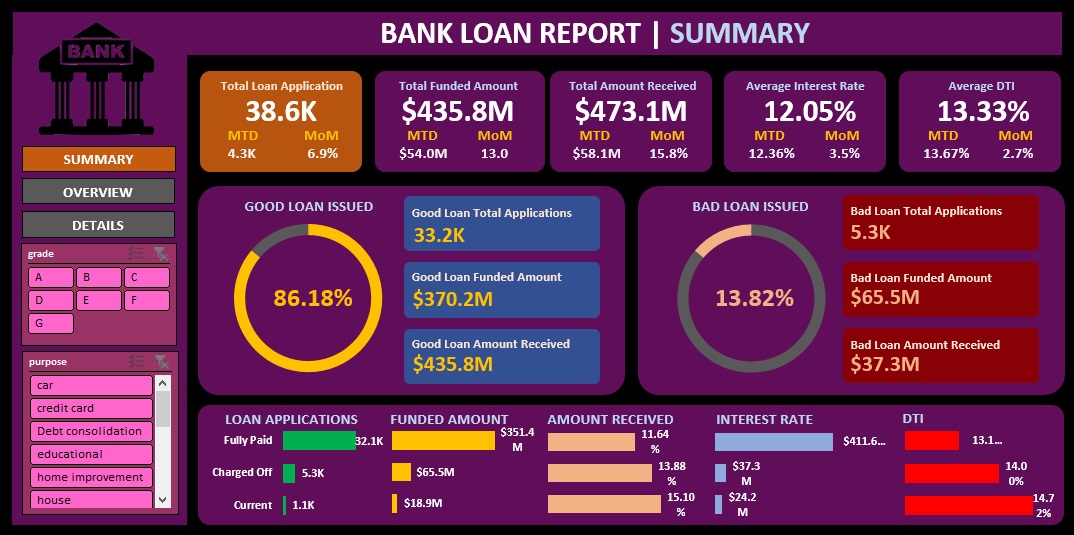 BANK LOAN REPORT | SUMMARY
BANK
SUMMARY
OVERVIEW
DETAILS
grade
A B C
D E F
G
purpose
car
credit card
Debt consolidation
educational
home improvement
house
Total Loan Application
38.6K
MTD MoM
4.3K 6.9%
Total Funded Amount
$435.8M
MTD MoM
$54.0M 13.0
Total Amount Received
$473.1M
MTD MoM
$58.1M 15.8%
Average Interest Rate
12.05%
MTD MoM
12.36% 3.5%
Average DTI
13.33%
MTD MoM
13.67% 2.7%
GOOD LOAN ISSUED
86.18%
Good Loan Total Applications
33.2K
Good Loan Funded Amount
$370.2M
Good Loan Amount Received
$435.8M
BAD LOAN ISSUED
13.82%
Bad Loan Total Applications
5.3K
Bad Loan Funded Amount
$65.5M
Bad Loan Amount Received
$37.3M
LOAN APPLICATIONS
Fully Paid 32.1K
Charged Off 5.3K
Current 1.1K
FUNDED AMOUNT
$351.4
M
$65.5M
$18.9M
AMOUNT RECEIVED
11.64
%
13.88
%
15.10
%
INTEREST RATE
$411.6...
$37.3
M
$24.2
M
DTI
13.1...
14.0
0%
14.7
2%